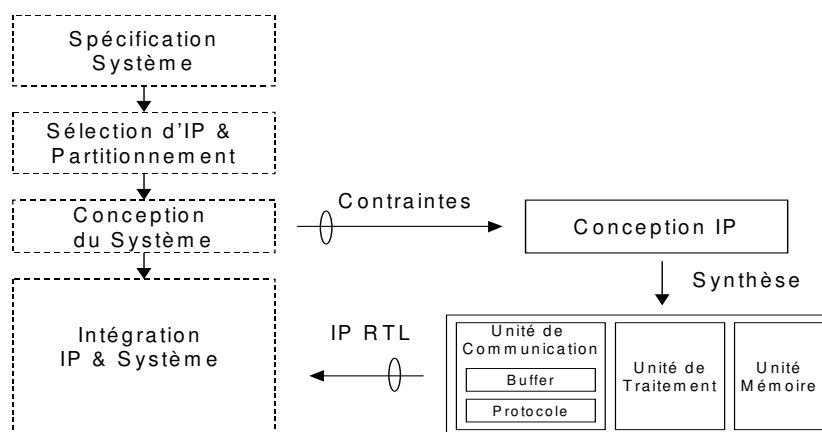 Spécification
Système
Sélection d'IP &
Partitionnement
Conception
du Système
Contraintes
Conception IP
Synthèse
Intégration
IP & Système
IP RTL
Unité de
Communication
Buffer
Protocole
Unité de
Traitement
Unité
Mémoire